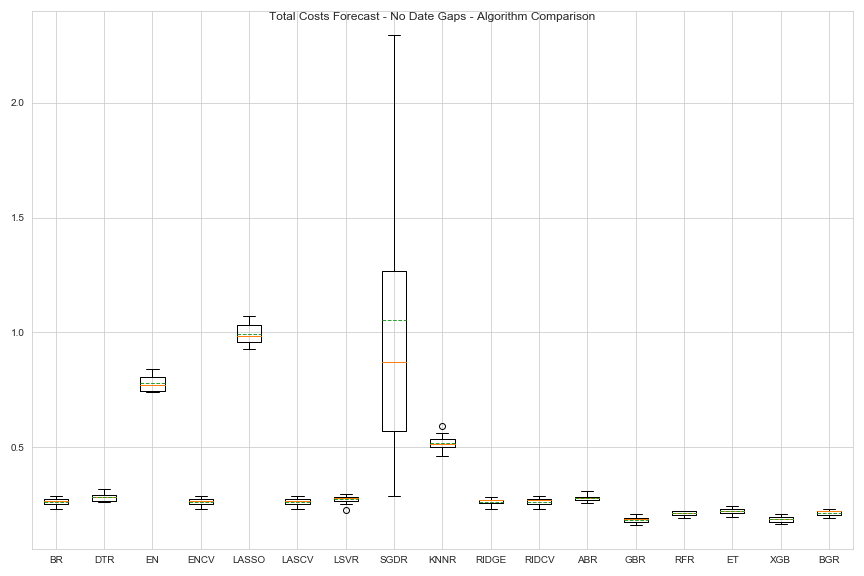 Total Costs Forecast - No Date Gaps - Algorithm Comparison
2.0
1.5
1.0
0.5
BR DTR EN ENCV LASSO LASCV LSVR SGDR KNNR RIDGE RIDCV ABR GBR RFR ET XGB BGR